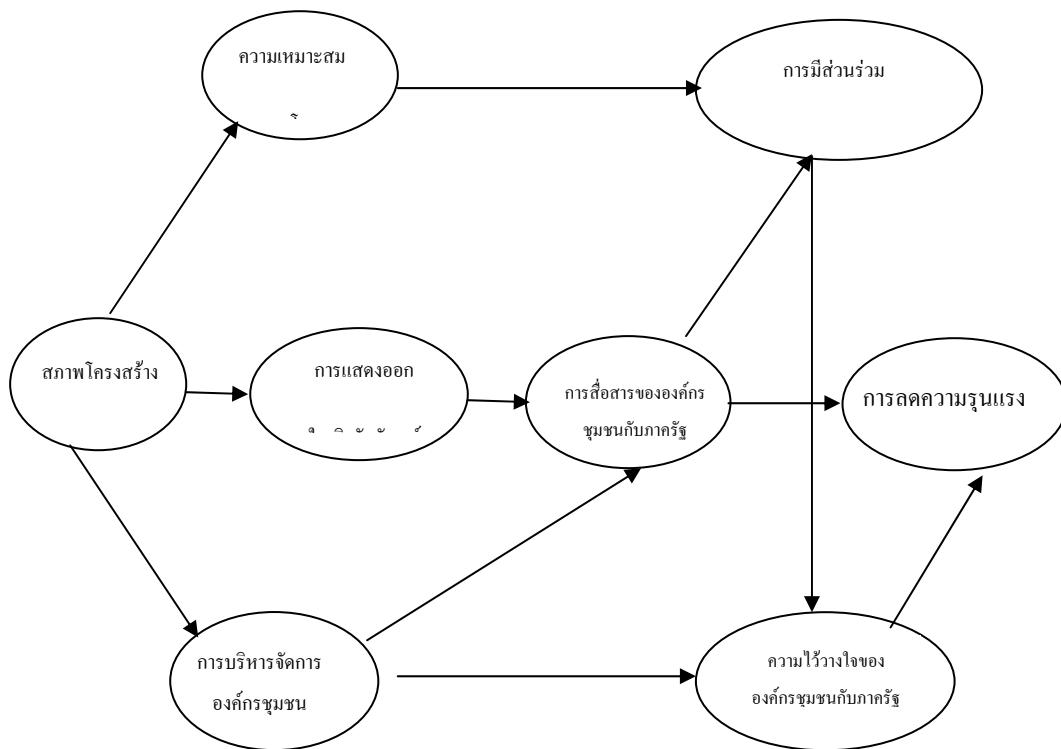 ความเหมาะสม
การมีส่วนร่วม
สภาพโครงสร้าง
การแสดงออก
การสื่อสารขององค์กร
ชุมชนกับภาครัฐ
การลดความรุนแรง
การบริหารจัดการ
องค์กรชุมชน
ความไว้วางใจของ
องค์กรชุมชนกับภาครัฐ